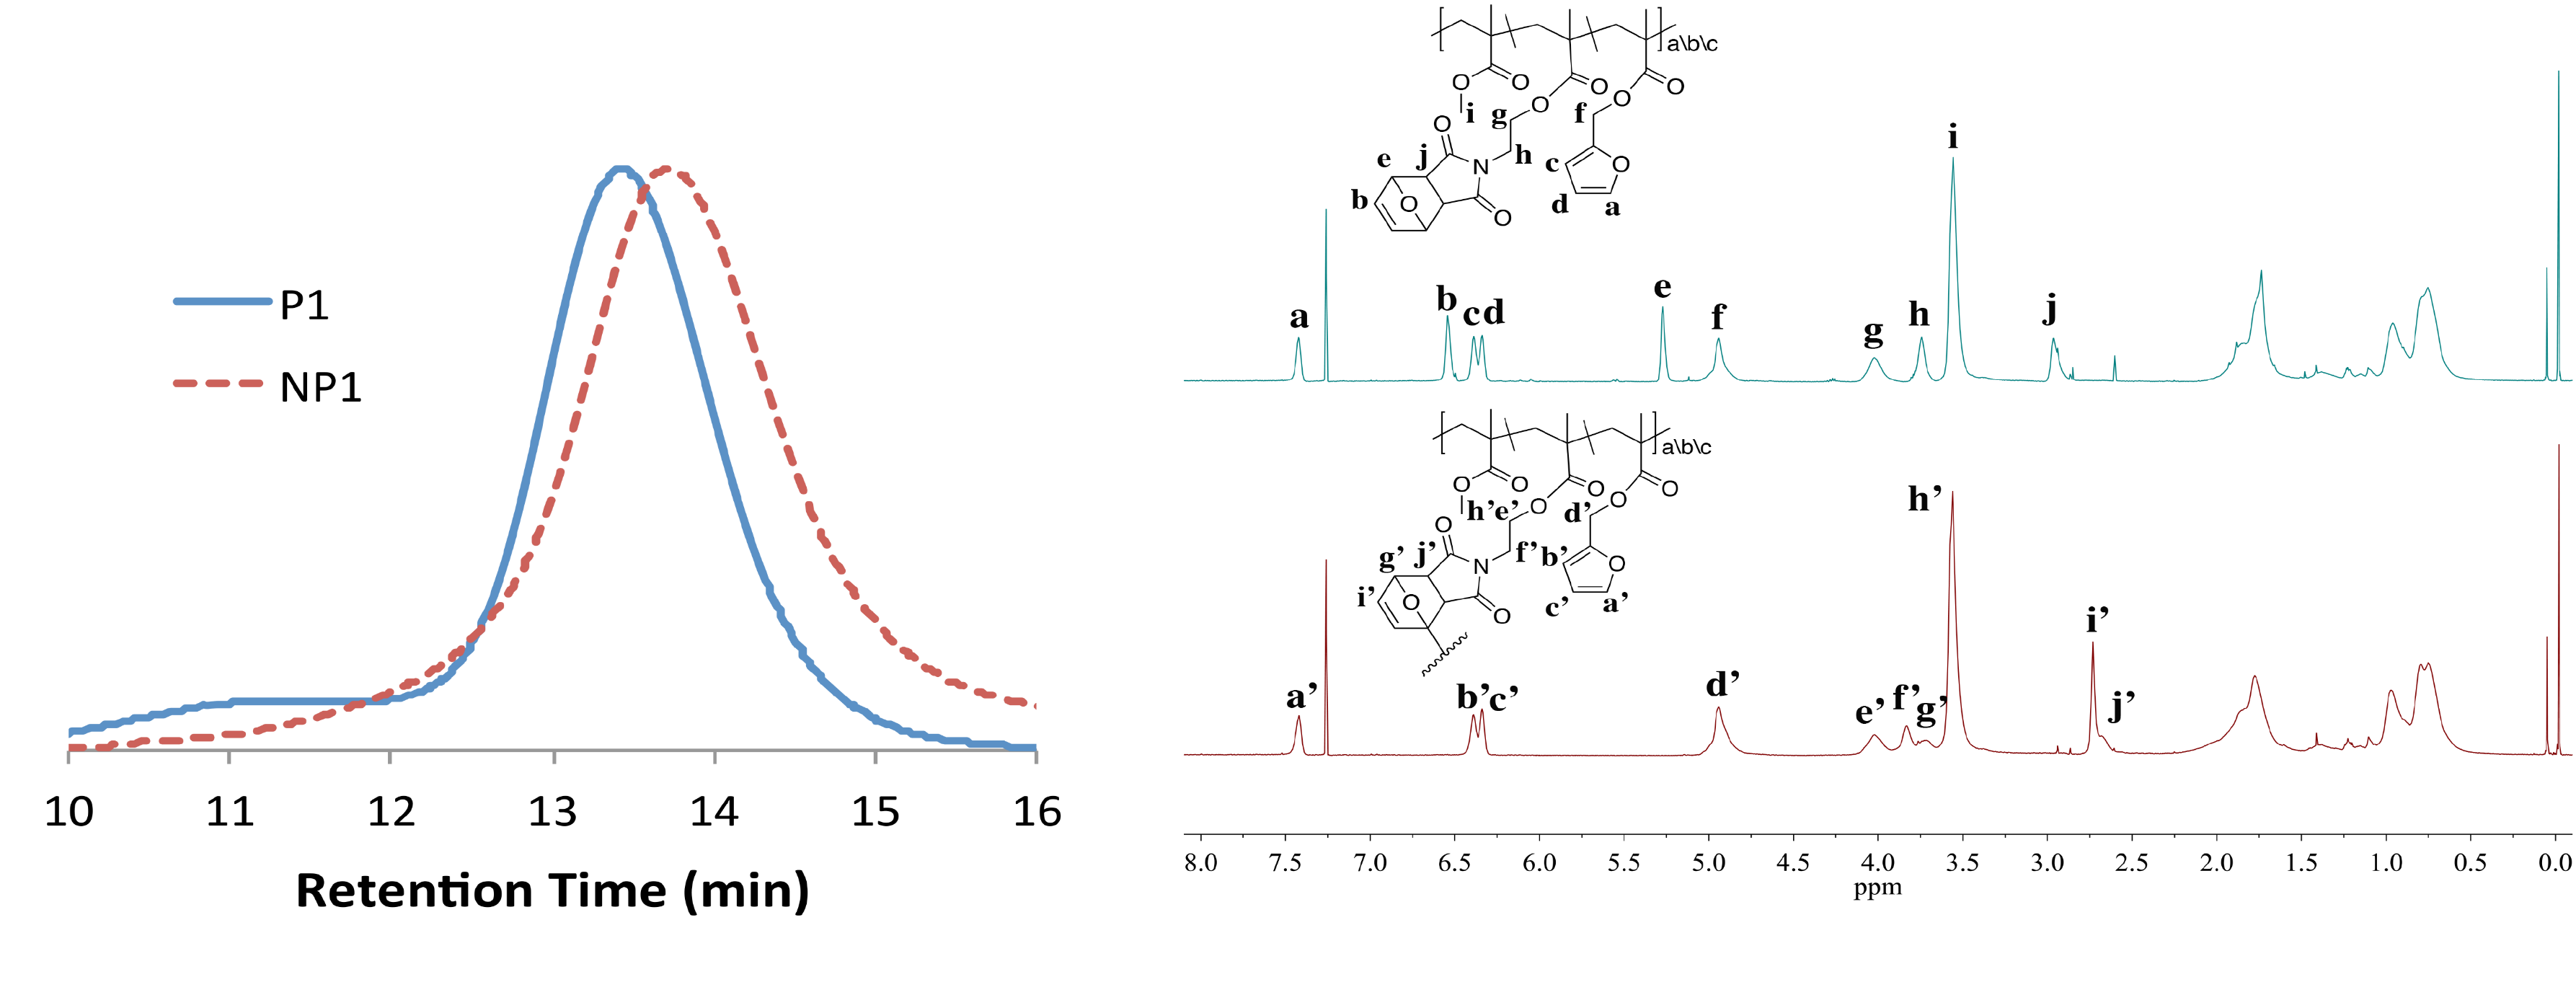 P1
NP1
10 11 12 13 14 15 16
Retention Time (min)
a\b\c
O O O O O O
i g f
O
e j N h c O
b O d a
O
a b c d e f g h i j
a\b\c
O O O O O O
h’ e’ d’
O
g’ j’ N f’ b’ O
i’ O c’ a’
O
a’ b’ c’ d’ e’ f’ g’ h’ i’ j’
8.0 7.5 7.0 6.5 6.0 5.5 5.0 4.5 4.0 3.5 3.0 2.5 2.0 1.5 1.0 0.5 0.0
ppm